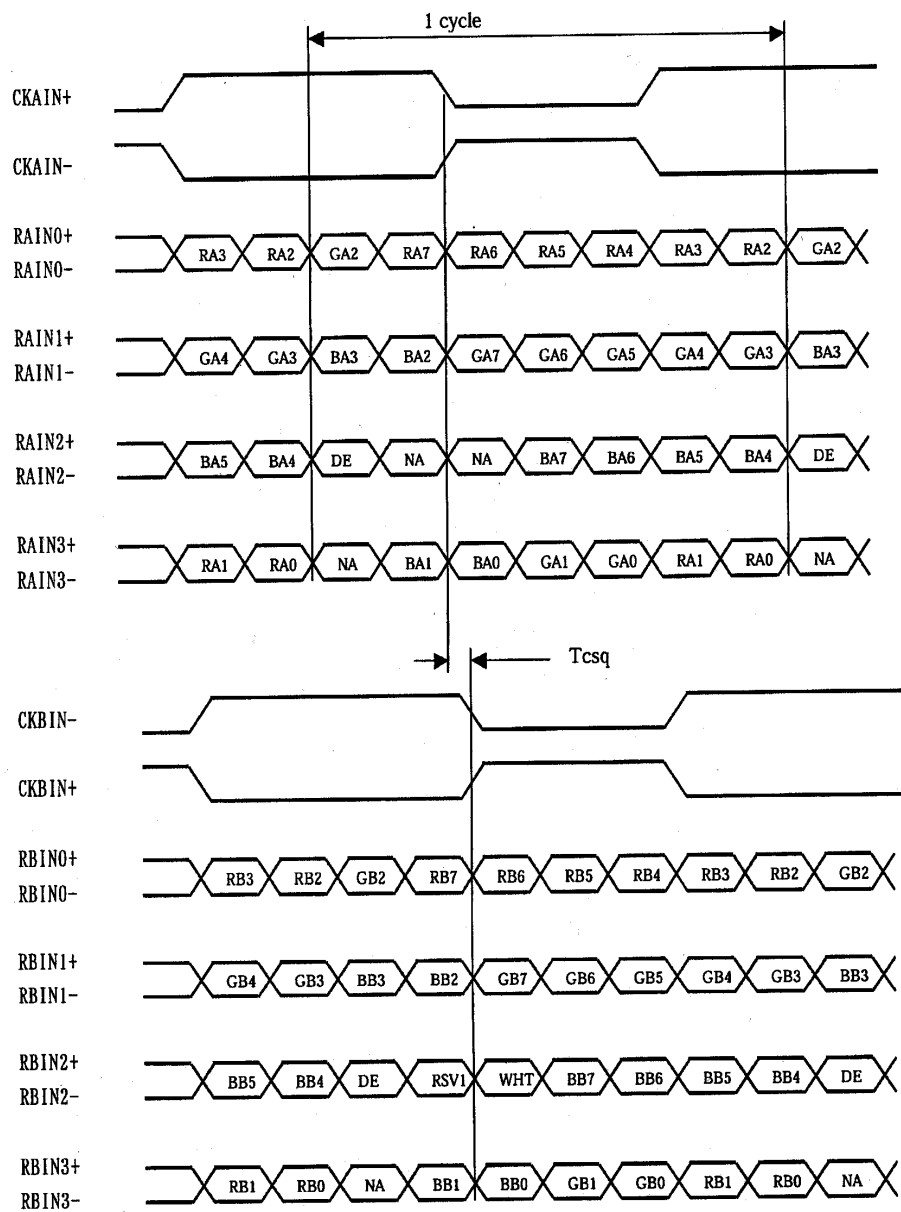 1 cycle
CKAIN+
CKAIN-
RAIN0+
RAIN0-
RA3 RA2 GA2 RA7 RA6 RA5 RA4 RA3 RA2 GA2
RAIN1+
RAIN1-
GA4 GA3 BA3 BA2 GA7 GA6 GA5 GA4 GA3 BA3
RAIN2+
RAIN2-
BA5 BA4 DE NA NA BA7 BA6 BA5 BA4 DE
RAIN3+
RAIN3-
RA1 RA0 NA BA1 BA0 GA1 GA0 RA1 RA0 NA
Tcsq
CKBIN-
CKBIN+
RBIN0+
RBIN0-
RB3 RB2 GB2 RB7 RB6 RB5 RB4 RB3 RB2 GB2
RBIN1+
RBIN1-
GB4 GB3 BB3 BB2 GB7 GB6 GB5 GB4 GB3 BB3
RBIN2+
RBIN2-
BB5 BB4 DE RSV1 WHT BB7 BB6 BB5 BB4 DE
RBIN3+
RBIN3-
RB1 RB0 NA BB1 BB0 GB1 GB0 RB1 RB0 NA